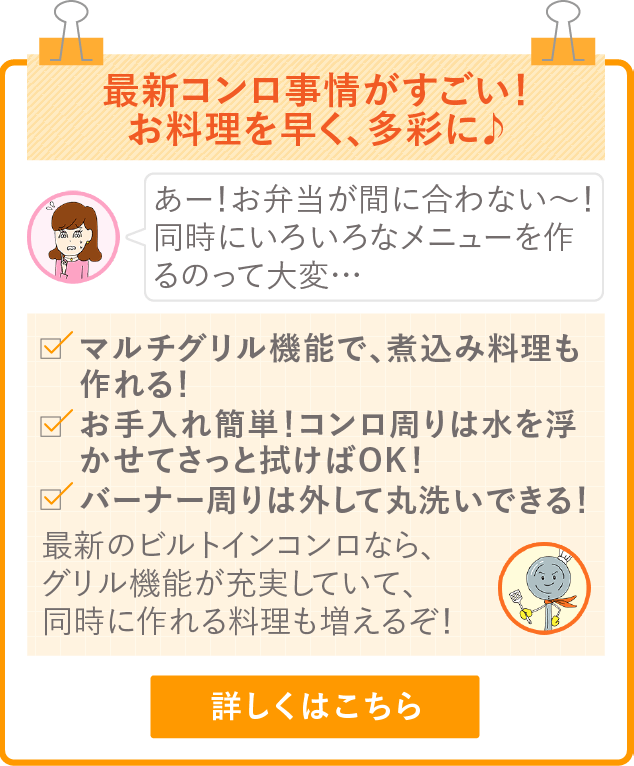 最新コンロ事情がすごい！
お料理を早く、多彩に♪
あー！お弁当が間に合わない〜！
同時にいろいろなメニューを作
るのって大変…
マルチグリル機能で、煮込み料理も
作れる！
お手入れ簡単！コンロ周りは水を浮
かせてさっと拭けばOK！
バーナー周りは外して丸洗いできる！
最新のビルトインコンロなら、
グリル機能が充実していて、
同時に作れる料理も増えるぞ！
詳しくはこちら